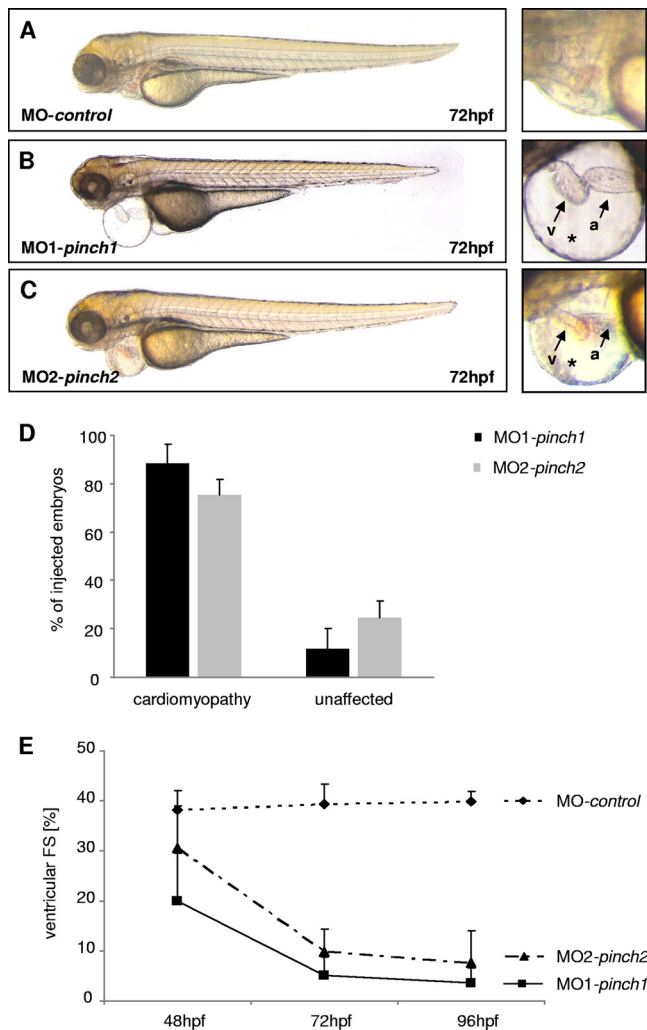 A
MO-control
72hpf
B
MO1-pinch1
72hpf
v
*
a
C
MO2-pinch2
72hpf
v
*
a
D
100
80
60
40
20
0
% of injected embryos
cardiomyopathy
unaffected
MO1-pinch1
MO2-pinch2
E
50
40
30
20
10
0
ventricular FS [%]
48hpf
72hpf
96hpf
MO-control
MO2-pinch2
MO1-pinch1